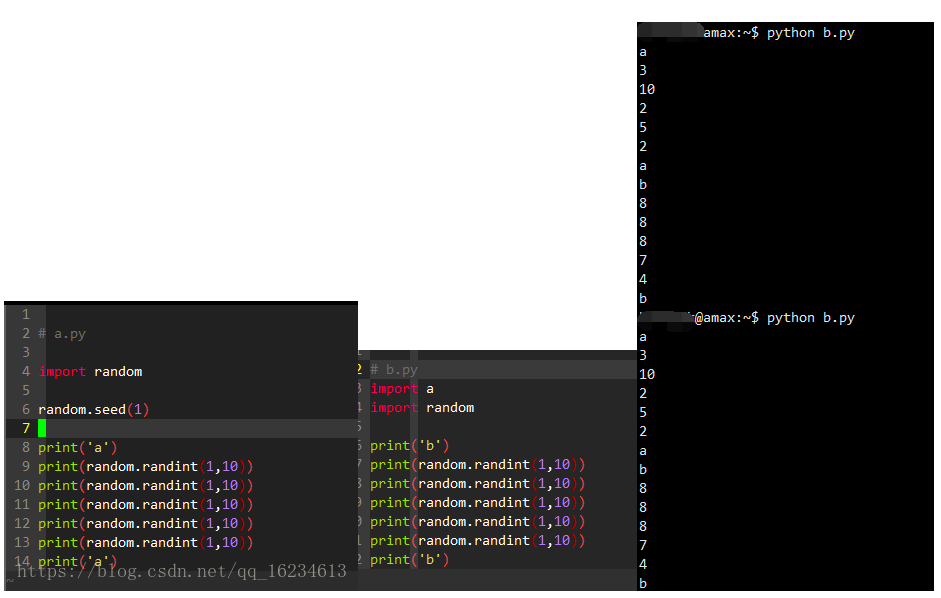 1
2 # a.py
3
4 import random
5
6 random.seed(1)
7
8 print('a')
9 print(random.randint(1,10))
10 print(random.randint(1,10))
11 print(random.randint(1,10))
12 print(random.randint(1,10))
13 print(random.randint(1,10))
14 print('a')
~
https://blog.csdn.net/qq_16234613
2 # b.py
3 import a
4 import random
5
6 print('b')
7 print(random.randint(1,10))
8 print(random.randint(1,10))
9 print(random.randint(1,10))
0 print(random.randint(1,10))
1 print(random.randint(1,10))
2 print('b')
amax:~$ python b.py
a
3
10
2
5
2
a
b
8
8
8
7
4
b
@amax:~$ python b.py
a
3
10
2
5
2
a
b
8
8
8
7
4
b